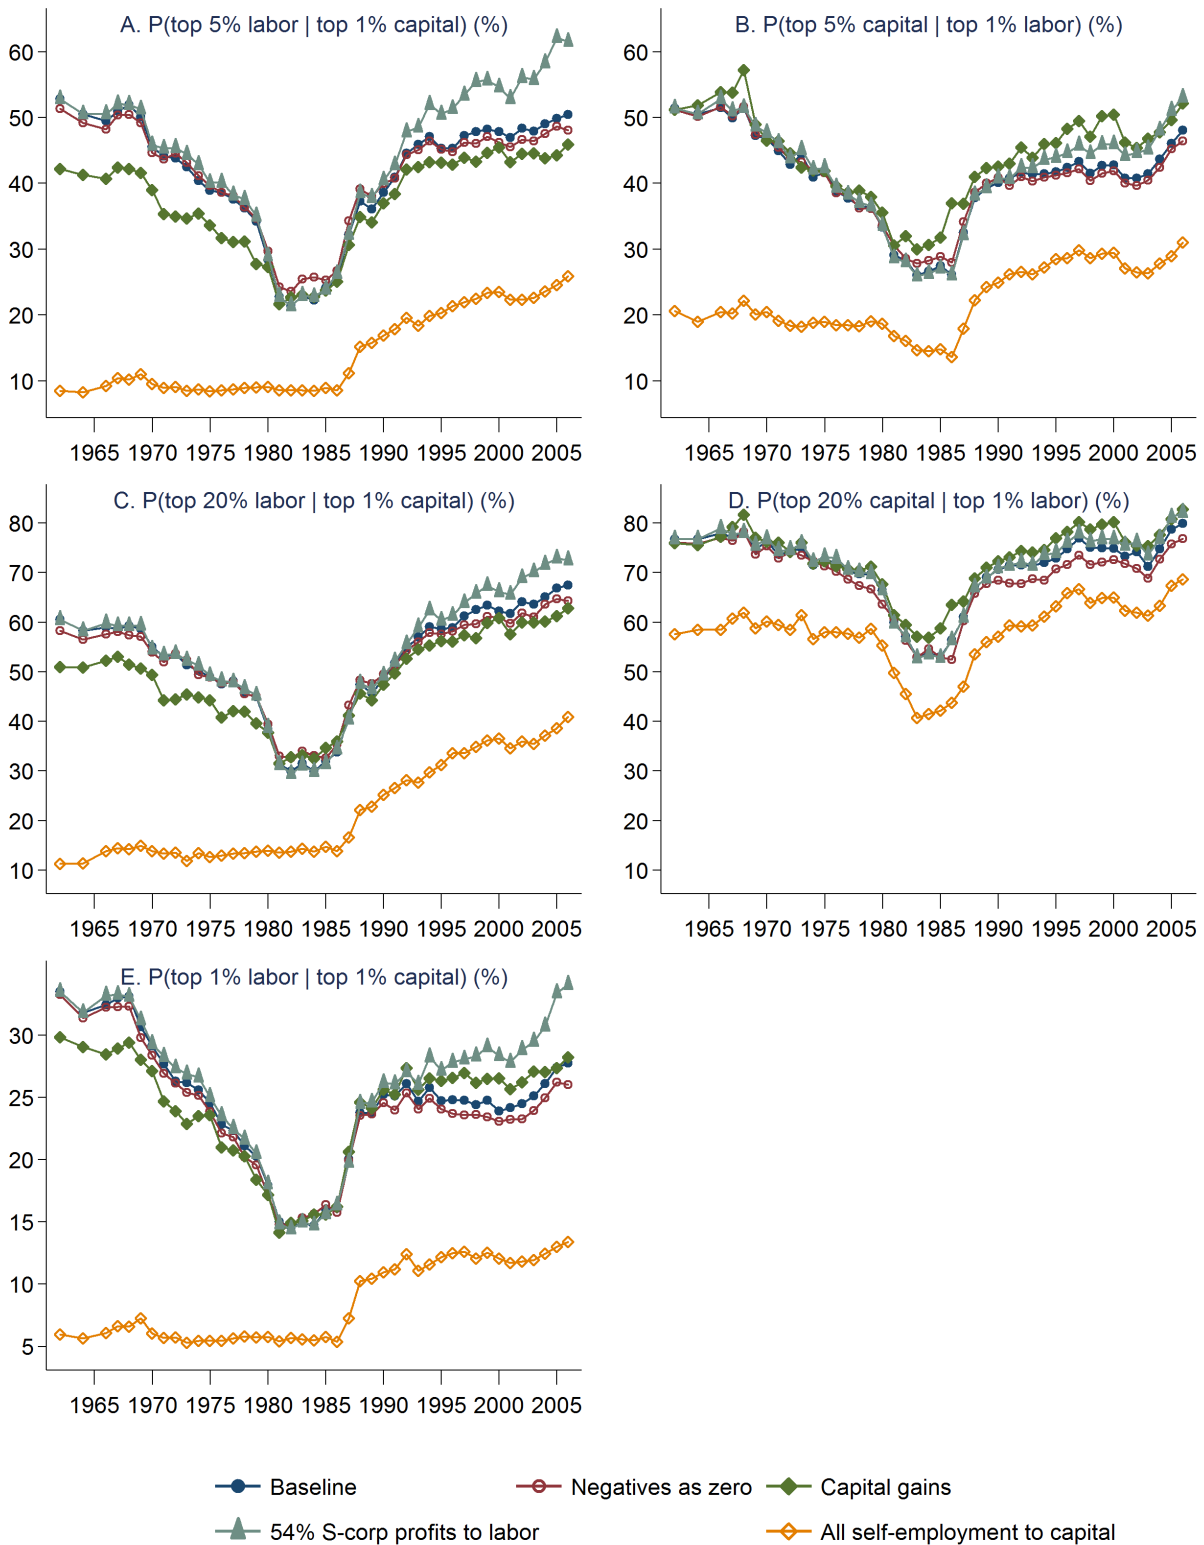 A. P(top 5% labor | top 1% capital) (%)
60
50
40
30
20
10
1965 1970 1975 1980 1985 1990 1995 2000 2005
B. P(top 5% capital | top 1% labor) (%)
60
50
40
30
20
10
1965 1970 1975 1980 1985 1990 1995 2000 2005
C. P(top 20% labor | top 1% capital) (%)
80
70
60
50
40
30
20
10
1965 1970 1975 1980 1985 1990 1995 2000 2005
D. P(top 20% capital | top 1% labor) (%)
80
70
60
50
40
30
20
10
1965 1970 1975 1980 1985 1990 1995 2000 2005
E. P(top 1% labor | top 1% capital) (%)
30
25
20
15
10
5
1965 1970 1975 1980 1985 1990 1995 2000 2005
Baseline
Negatives as zero
Capital gains
54% S-corp profits to labor
All self-employment to capital